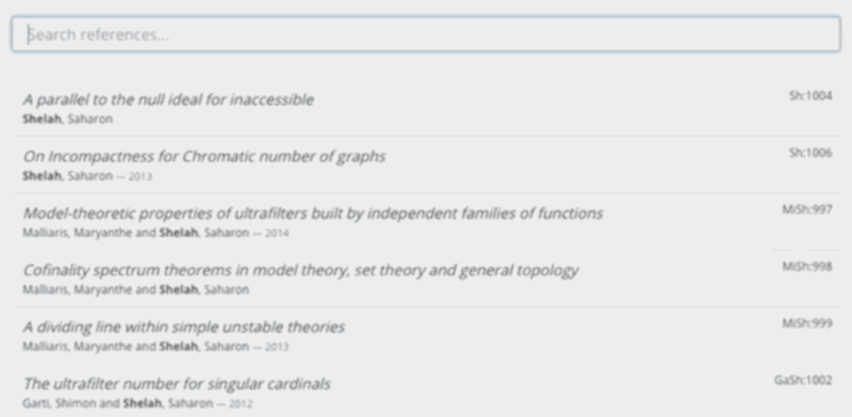 Search references...
A parallel to the null ideal for inaccessible
Sh:1004
Shelah, Saharon
On Incompactness for Chromatic number of graphs
Sh:1006
Shelah, Saharon — 2013
Model-theoretic properties of ultrafilters built by independent families of functions
MiSh:997
Malliaris, Maryanthe and Shelah, Saharon — 2014
Cofinality spectrum theorems in model theory, set theory and general topology
MiSh:998
Malliaris, Maryanthe and Shelah, Saharon
A dividing line within simple unstable theories
MiSh:999
Malliaris, Maryanthe and Shelah, Saharon — 2013
The ultrafilter number for singular cardinals
GaSh:1002
Garti, Shimon and Shelah, Saharon — 2012